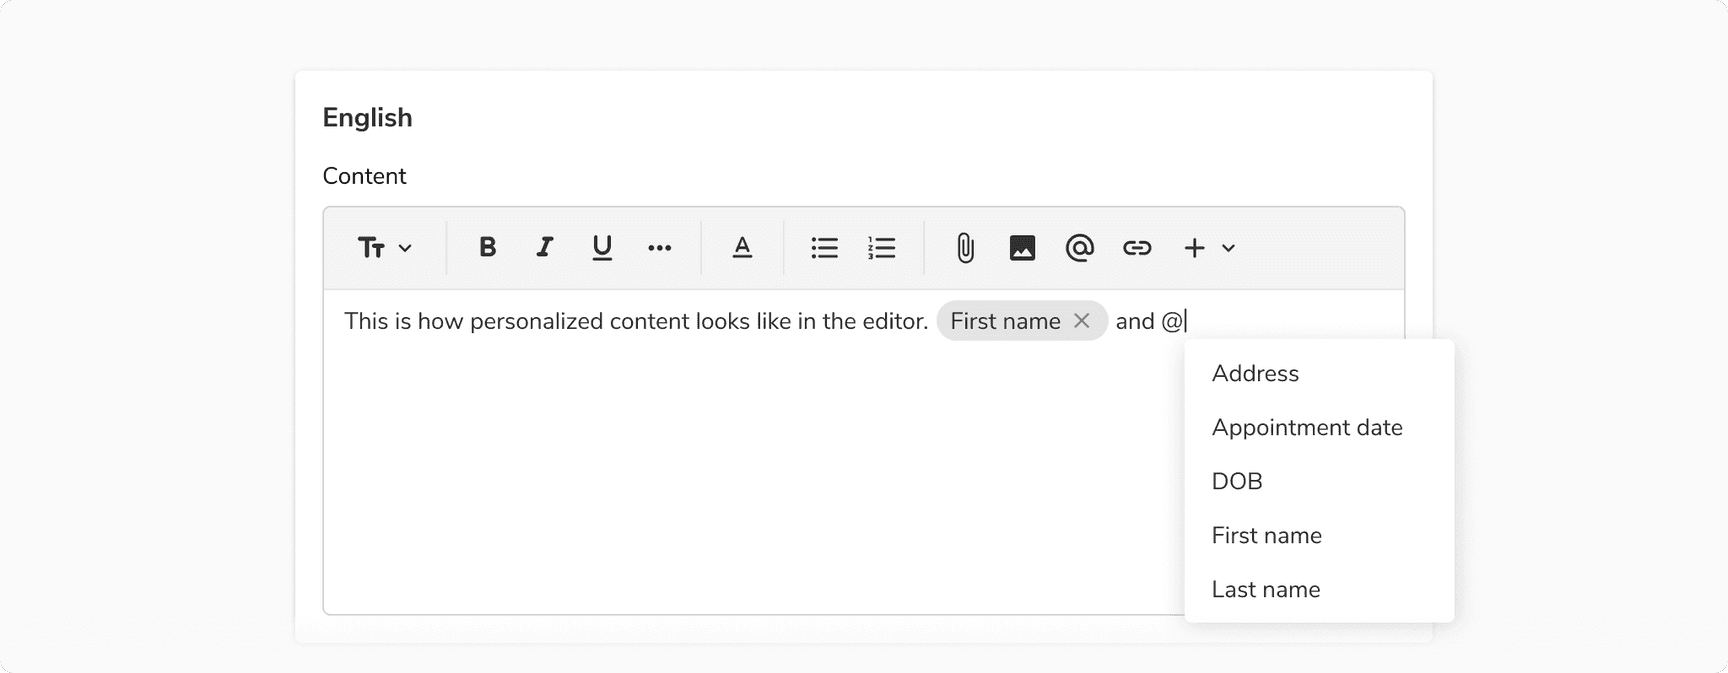 English
Content
This is how personalized content looks like in the editor. First name and @
Address
Appointment date
DOB
First name
Last name